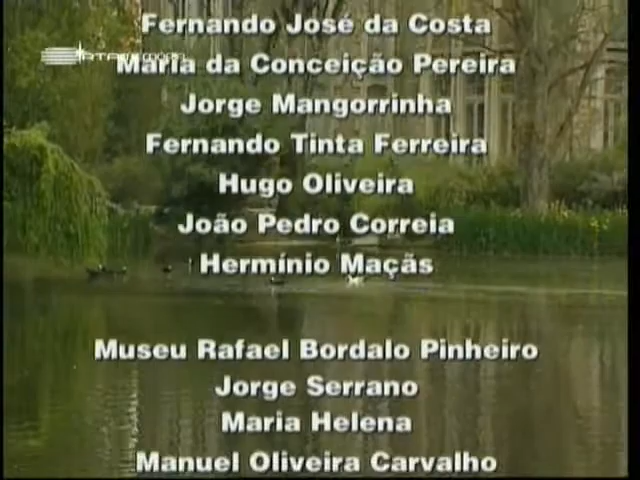 Fernando José da Costa
Maria da Conceição Pereira
Jorge Mangorrinha
Fernando Tinta Ferreira
Hugo Oliveira
João Pedro Correia
Hermínio Maçãs
Museu Rafael Bordalo Pinheiro
Jorge Serrano
Maria Helena
Manuel Oliveira Carvalho